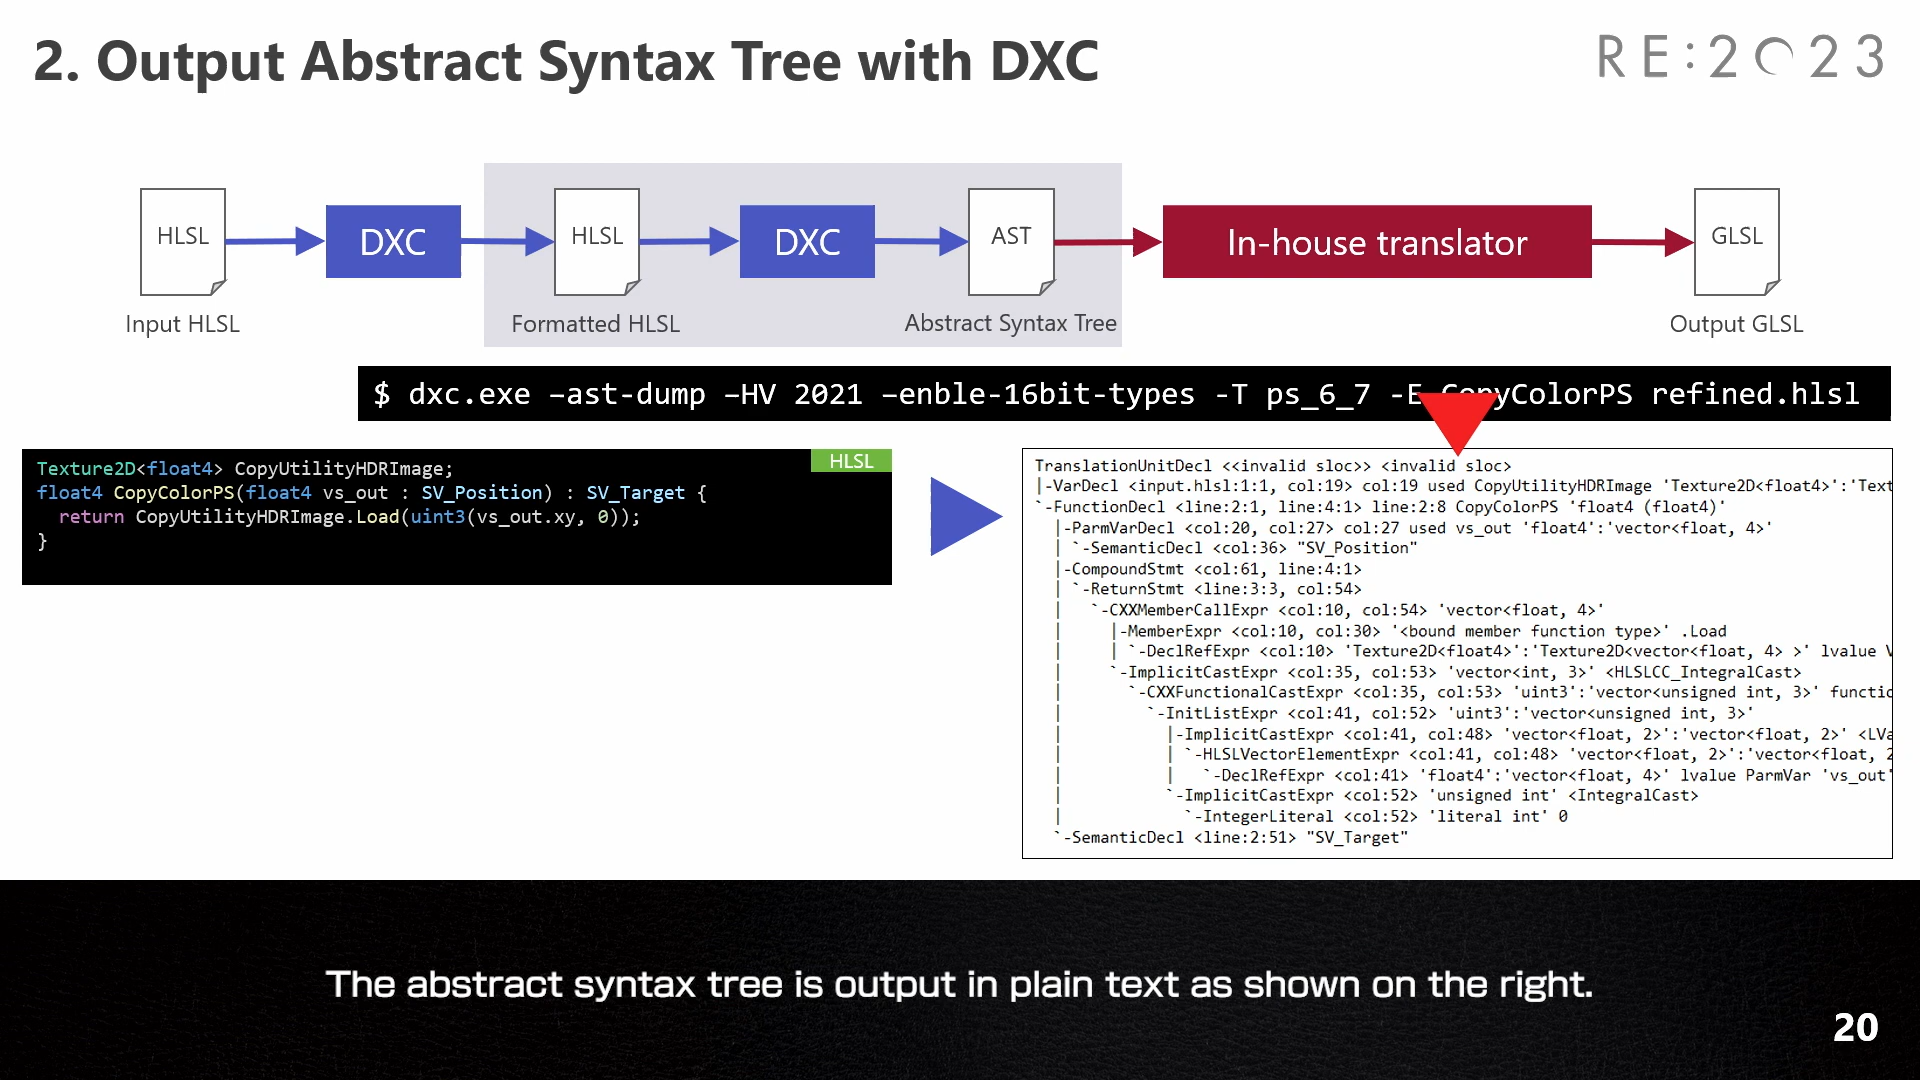 2. Output Abstract Syntax Tree with DXC
RE:2023
HLSL
DXC
HLSL
DXC
AST
In-house translator
GLSL
Input HLSL
Formatted HLSL
Abstract Syntax Tree
Output GLSL
$ dxc.exe –ast-dump –HV 2021 –enble-16bit-types -T ps_6_7 -E CopyColorPS refined.hlsl
HLSL
Texture2D<float4> CopyUtilityHDRImage;
float4 CopyColorPS(float4 vs_out : SV_Position) : SV_Target {
  return CopyUtilityHDRImage.Load(uint3(vs_out.xy, 0));
}
TranslationUnitDecl <<invalid sloc>> <invalid sloc>
|-VarDecl <input.hlsl:1:1, col:19> col:19 used CopyUtilityHDRImage 'Texture2D<float4>':'Text
`-FunctionDecl <line:2:1, line:4:1> line:2:8 CopyColorPS 'float4 (float4)'
  |-ParmVarDecl <col:20, col:27> col:27 used vs_out 'float4':'vector<float, 4>'
  | `-SemanticDecl <col:36> "SV_Position"
  |-CompoundStmt <col:61, line:4:1>
  | `-ReturnStmt <line:3:3, col:54>
  |   `-CXXMemberCallExpr <col:10, col:54> 'vector<float, 4>'
  |     |-MemberExpr <col:10, col:30> '<bound member function type>' .Load
  |     | `-DeclRefExpr <col:10> 'Texture2D<float4>':'Texture2D<vector<float, 4> >' lvalue V
  |     `-ImplicitCastExpr <col:35, col:53> 'vector<int, 3>' <HLSLCC_IntegralCast>
  |       `-CXXFunctionalCastExpr <col:35, col:53> 'uint3':'vector<unsigned int, 3>' functio
  |         `-InitListExpr <col:41, col:52> 'uint3':'vector<unsigned int, 3>'
  |           |-ImplicitCastExpr <col:41, col:48> 'vector<float, 2>':'vector<float, 2>' <LVa
  |           | `-HLSLVectorElementExpr <col:41, col:48> 'vector<float, 2>':'vector<float, 2
  |           |   `-DeclRefExpr <col:41> 'float4':'vector<float, 4>' lvalue ParmVar 'vs_out'
  |           `-ImplicitCastExpr <col:52> 'unsigned int' <IntegralCast>
  |             `-IntegerLiteral <col:52> 'literal int' 0
  `-SemanticDecl <line:2:51> "SV_Target"
The abstract syntax tree is output in plain text as shown on the right.
20